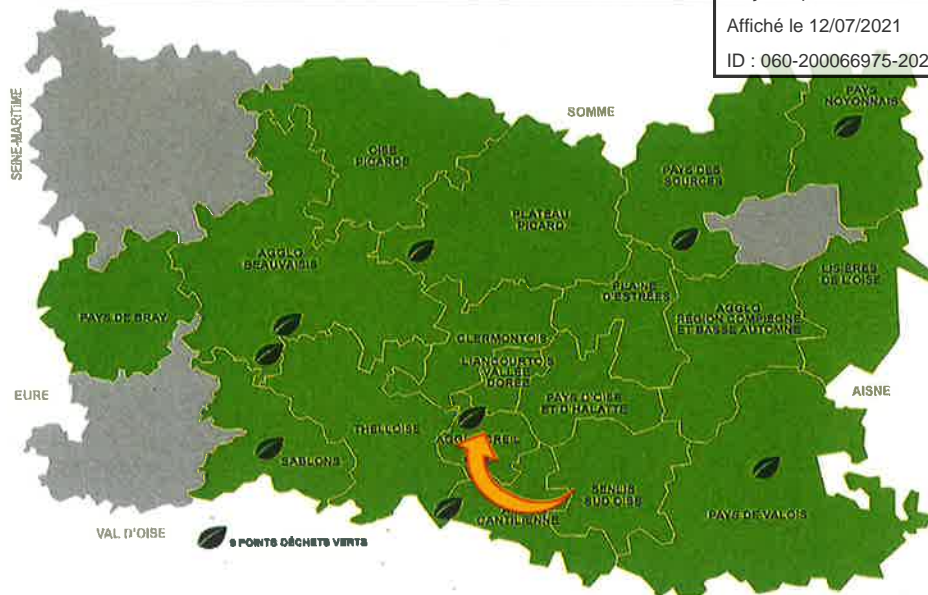 Affiché le 12/07/2021
ID : 060-200066975-202
SEINE-MARITIME
SOMME
PAYS
NOYONNAIS
OISE
PICARDE
PAYS DES
SOURCES
PLATEAU
PICARD
AGGLO
BEAUVAISIS
LISIÈRES
DE L'OISE
PLAINE
D'ESTRÉES
PAYS DE BRAY
AGGLO
RÉGION COMPIÈGNE
ET BASSE AUTOMNE
CLERMONTOIS
LIANCOURTOIS
VALLÉE
DORÉE
EURE
AISNE
PAYS D'OISE
ET D'HALATTE
THELLOISE
SABLONS
SENLIS
SUD OISE
CANTILIENNE
PAYS DE VALOIS
VAL D'OISE
9 POINTS DÉCHETS VERTS